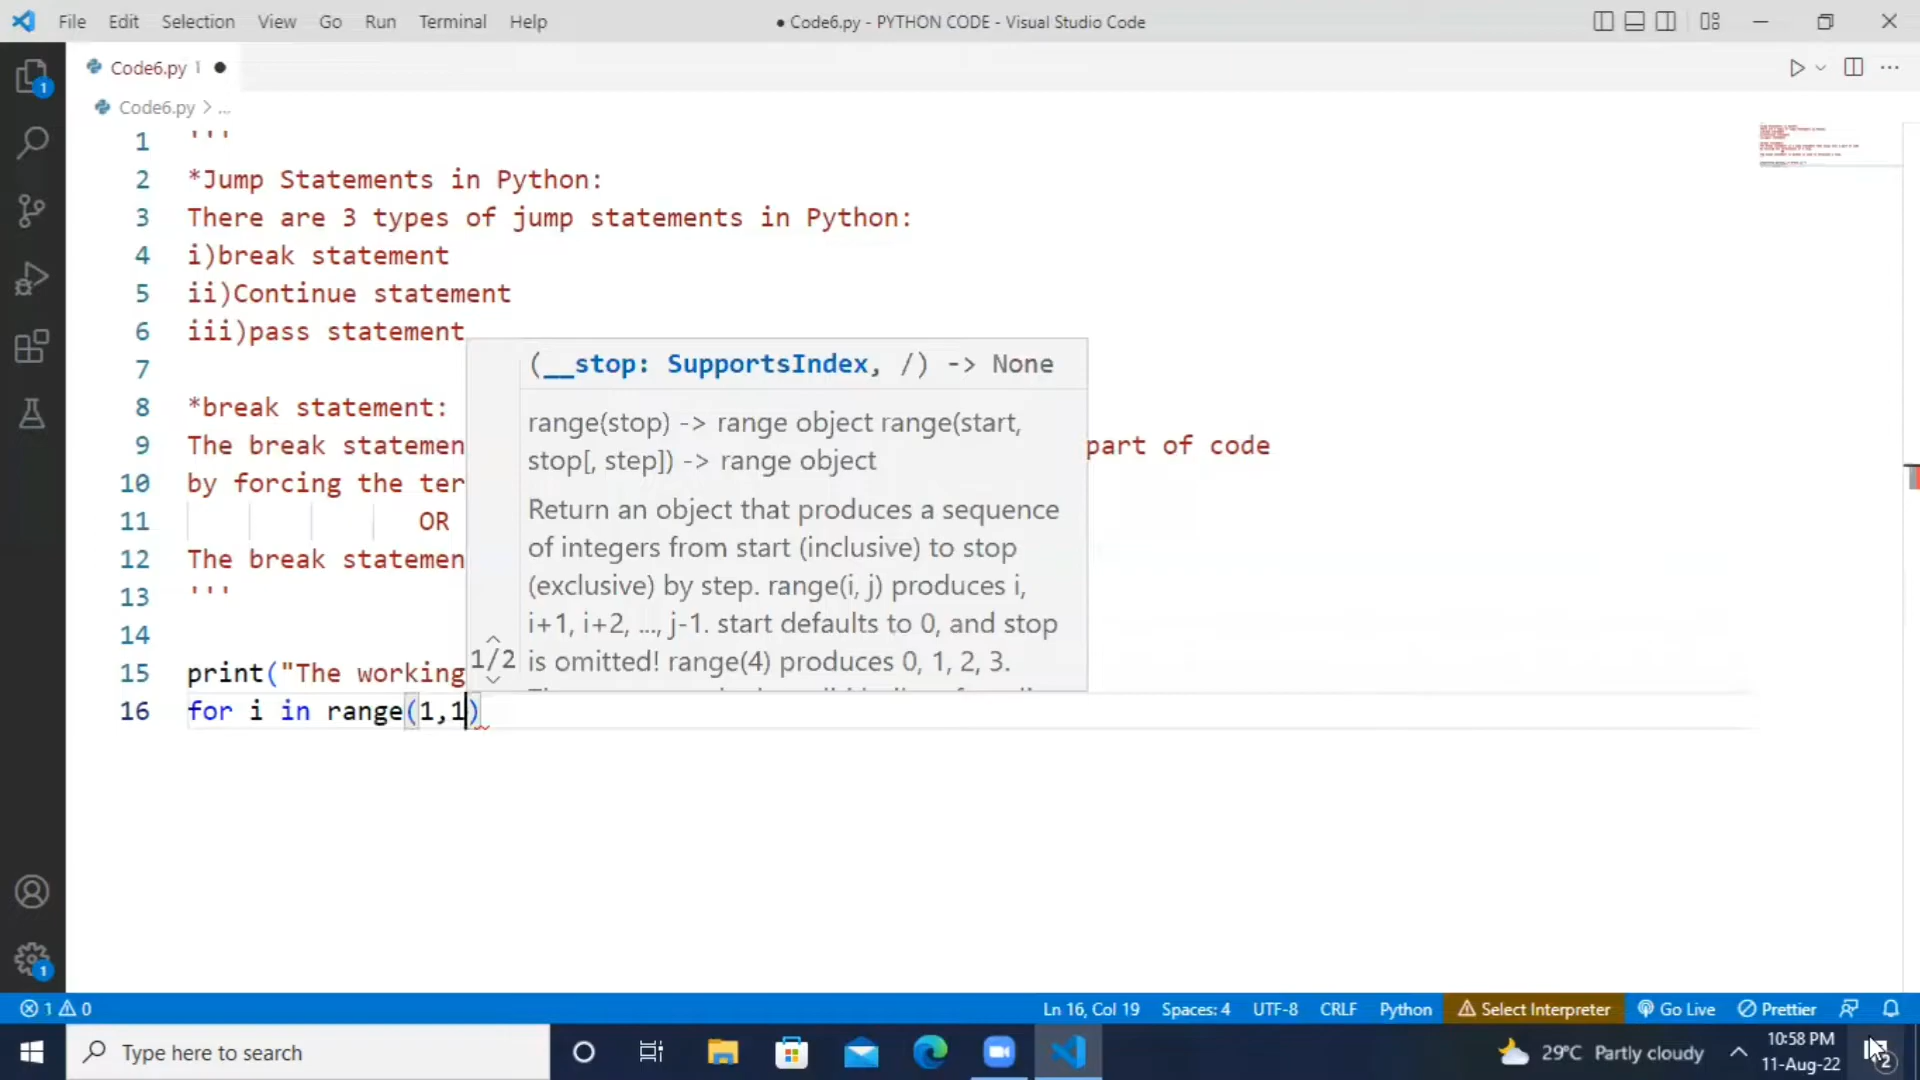 File Edit Selection View Go Run Terminal Help
● Code6.py - PYTHON CODE - Visual Studio Code
1
Code6.py 1 ●
Code6.py > ...
1 '''
2 *Jump Statements in Python:
3 There are 3 types of jump statements in Python:
4 i)break statement
5 ii)Continue statement
6 iii)pass statement
7
8 *break statement:
9 The break statemen part of code
10 by forcing the ter
11 OR
12 The break statemen
13 '''
14
15 print("The working
16 for i in range(1,1)
(__stop: SupportsIndex, /) -> None
range(stop) -> range object range(start,
stop[, step]) -> range object
Return an object that produces a sequence
of integers from start (inclusive) to stop
(exclusive) by step. range(i, j) produces i,
i+1, i+2, ..., j-1. start defaults to 0, and stop
1/2 is omitted! range(4) produces 0, 1, 2, 3.
1
1 0 Ln 16, Col 19 Spaces: 4 UTF-8 CRLF Python Select Interpreter Go Live Prettier
Type here to search
29°C Partly cloudy
10:58 PM
11-Aug-22
2